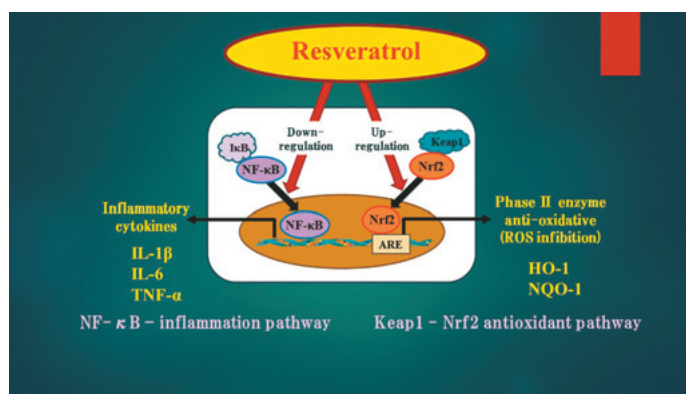 Resveratrol
Down-
regulation
Up-
regulation
IκB
NF-κB
Keap1
Nrf2
Inflammatory
cytokines
IL-1β
IL-6
TNF-α
NF-κB
Nrf2
ARE
Phase II enzyme
anti-oxidative
(ROS infibition)
HO-1
NQO-1
NF- κ B – inflammation pathway
Keap1 – Nrf2 antioxidant pathway